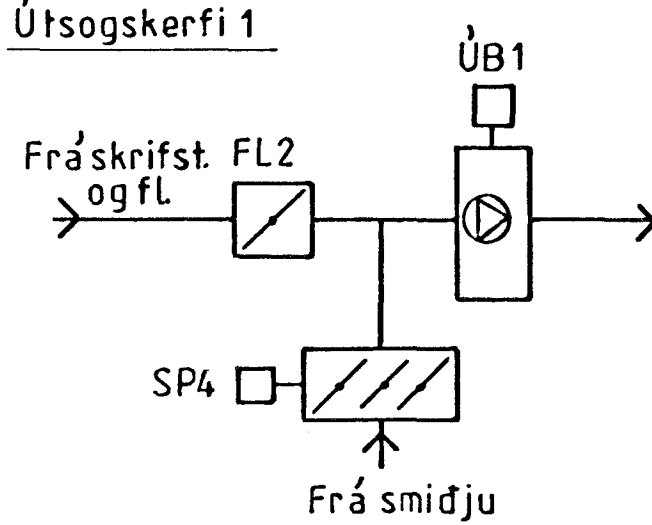 Útsogskerfi 1
ÚB1
Frá skrifst. FL2
og fl.
SP4
Frá smiðju